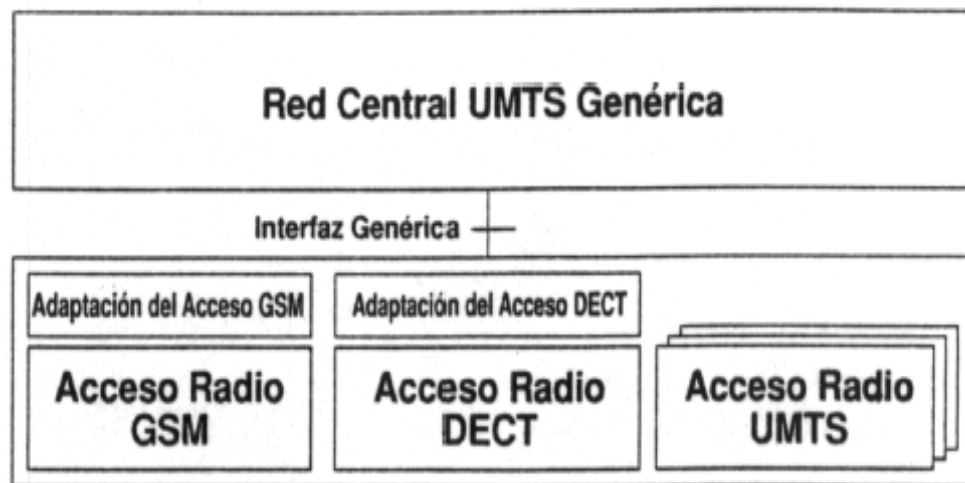 Red Central UMTS Genérica
Interfaz Genérica
Adaptación del Acceso GSM
Adaptación del Acceso DECT
Acceso Radio
GSM
Acceso Radio
DECT
Acceso Radio
UMTS